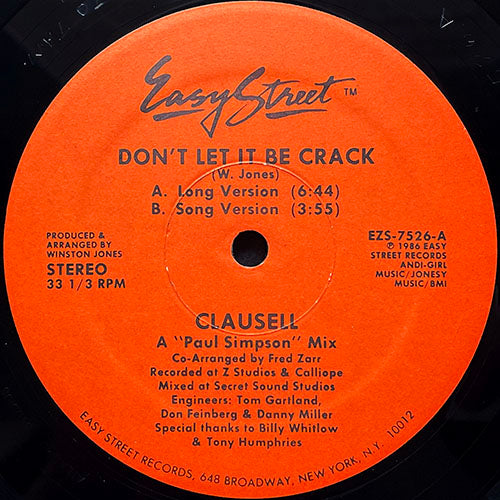 Easy Street ™
DON'T LET IT BE CRACK
(W. Jones)
A. Long Version (6:44)
B. Song Version (3:55)
PRODUCED &
ARRANGED BY
WINSTON JONES
STEREO
33 1/3 RPM
EZS-7526-A
℗ 1986 EASY
STREET RECORDS
ANDI-GIRL
MUSIC/JONESY
MUSIC/BMI
CLAUSELL
A "Paul Simpson" Mix
Co-Arranged by Fred Zarr
Recorded at Z Studios & Calliope
Mixed at Secret Sound Studios
Engineers: Tom Gartland,
Don Feinberg & Danny Miller
Special thanks to Billy Whitlow
& Tony Humphries
EASY STREET RECORDS, 648 BROADWAY, NEW YORK, N.Y. 10012